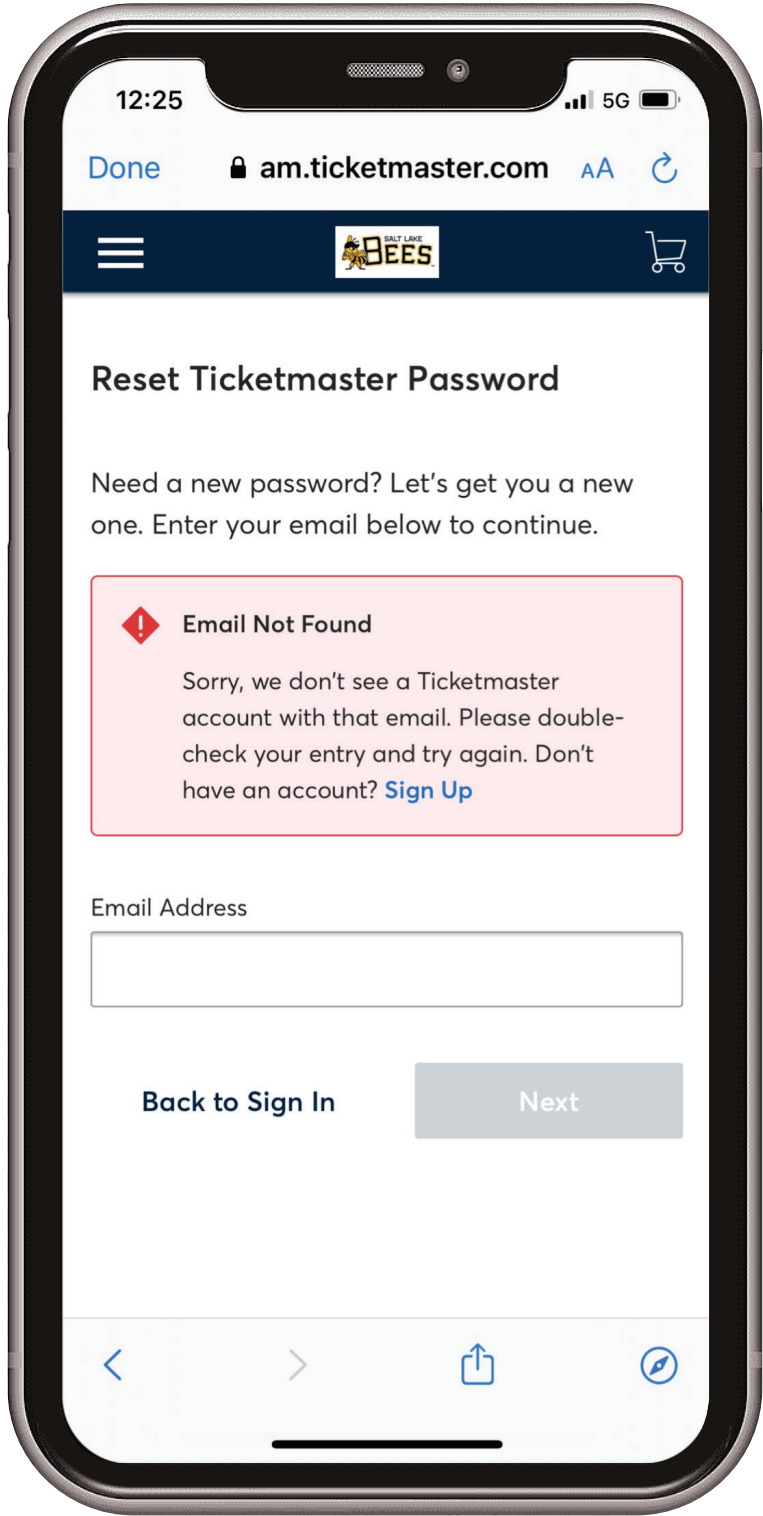 12:25
5G
Done
am.ticketmaster.com
AA
SALT LAKE
BEES
Reset Ticketmaster Password
Need a new password? Let's get you a new
one. Enter your email below to continue.
Email Not Found
Sorry, we don't see a Ticketmaster
account with that email. Please double-
check your entry and try again. Don't
have an account? Sign Up
Email Address
Back to Sign In
Next